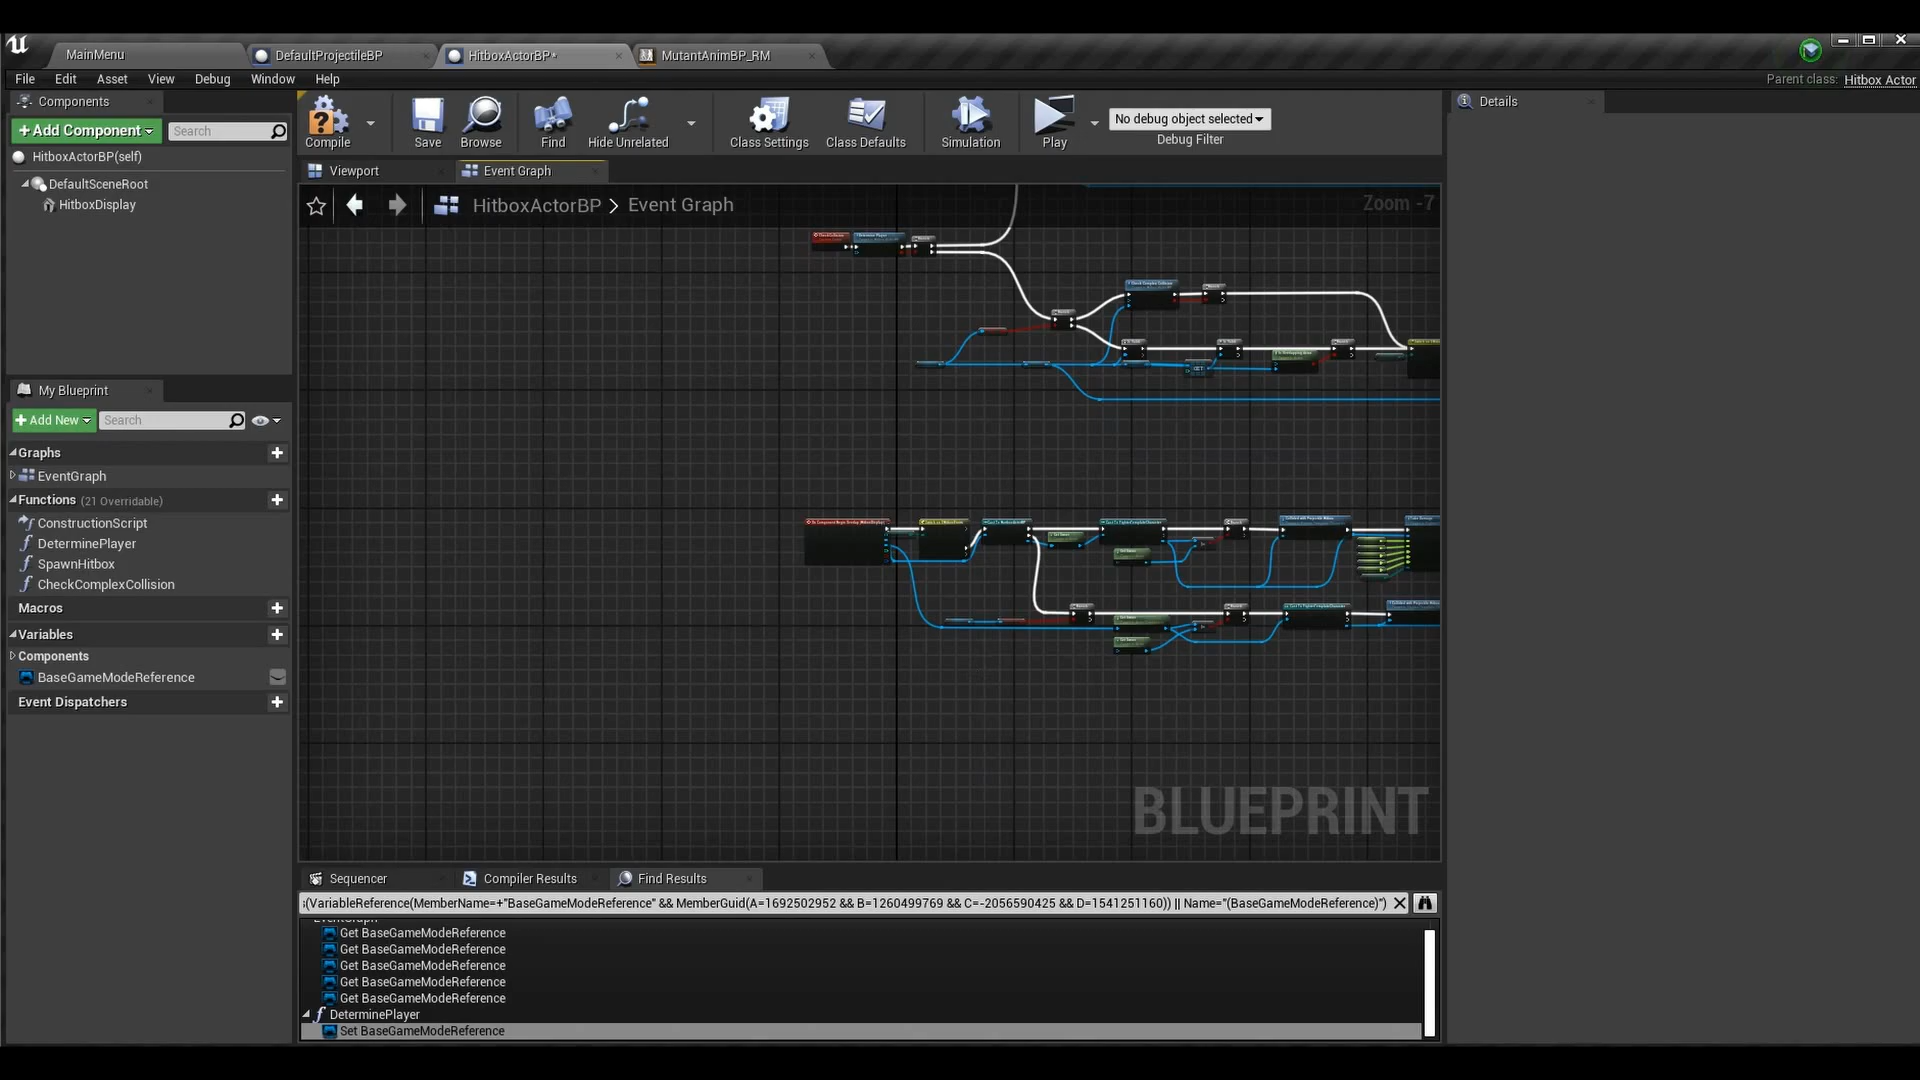 MainMenu
DefaultProjectileBP
HitboxActorBP*
MutantAnimBP_RM
File
Edit
Asset
View
Debug
Window
Help
Parent class:
Hitbox Actor
Components
+Add Component
Search
HitboxActorBP(self)
DefaultSceneRoot
HitboxDisplay
Compile
Save
Browse
Find
Hide Unrelated
Class Settings
Class Defaults
Simulation
Play
No debug object selected
Debug Filter
Details
Viewport
Event Graph
HitboxActorBP > Event Graph
Zoom -7
BLUEPRINT
My Blueprint
+Add New
Search
Graphs
EventGraph
Functions (21 Overridable)
ConstructionScript
DeterminePlayer
SpawnHitbox
CheckComplexCollision
Macros
Variables
Components
BaseGameModeReference
Event Dispatchers
Sequencer
Compiler Results
Find Results
(VariableReference(MemberName=+"BaseGameModeReference" && MemberGuid(A=1692502952 && B=1260499769 && C=-2056590425 && D=1541251160)) || Name="(BaseGameModeReference)")
EventGraph
Get BaseGameModeReference
Get BaseGameModeReference
Get BaseGameModeReference
Get BaseGameModeReference
Get BaseGameModeReference
DeterminePlayer
Set BaseGameModeReference